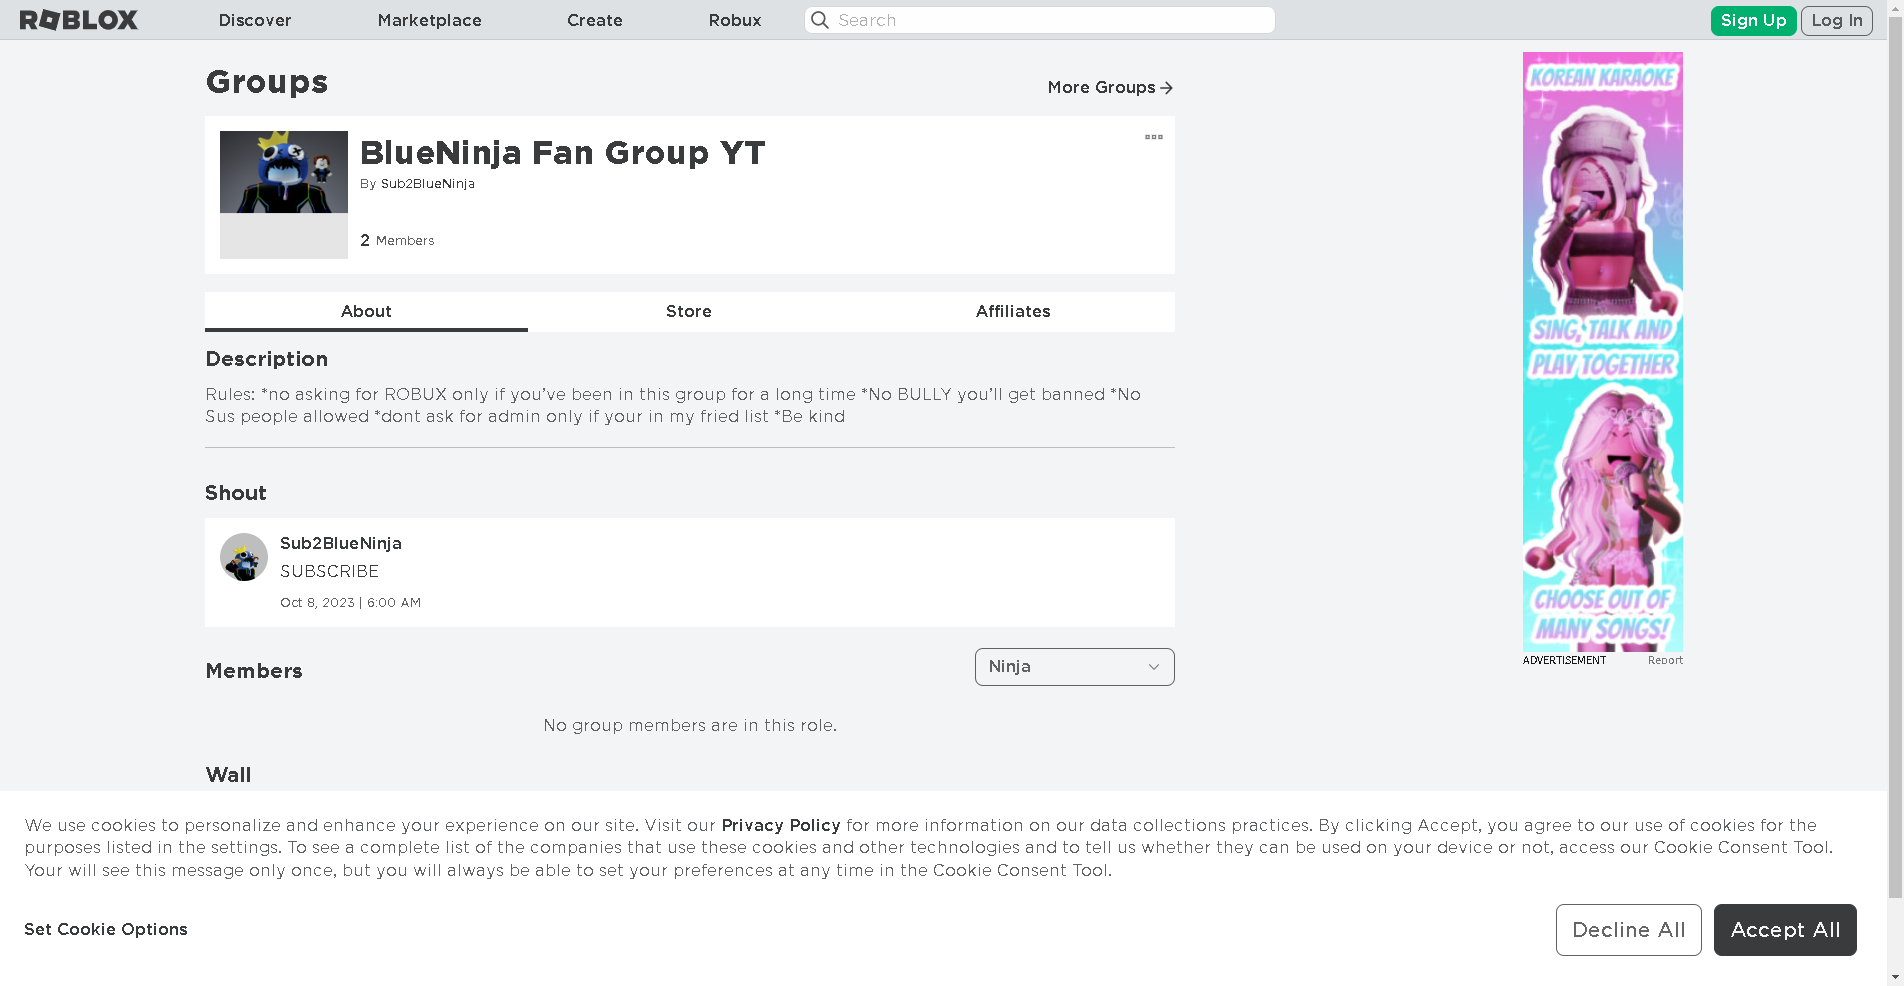 ROBLOX
Discover
Marketplace
Create
Robux
Search
Sign Up
Log In
Groups
More Groups
BlueNinja Fan Group YT
By Sub2BlueNinja
2 Members
About
Store
Affiliates
Description
Rules: *no asking for ROBUX only if you’ve been in this group for a long time *No BULLY you’ll get banned *No
Sus people allowed *dont ask for admin only if your in my fried list *Be kind
Shout
Sub2BlueNinja
SUBSCRIBE
Oct 8, 2023 | 6:00 AM
Members
Ninja
No group members are in this role.
Wall
KOREAN KARAOKE
SING, TALK AND
PLAY TOGETHER
CHOOSE OUT OF
MANY SONGS!
ADVERTISEMENT
Report
We use cookies to personalize and enhance your experience on our site. Visit our Privacy Policy for more information on our data collections practices. By clicking Accept, you agree to our use of cookies for the
purposes listed in the settings. To see a complete list of the companies that use these cookies and other technologies and to tell us whether they can be used on your device or not, access our Cookie Consent Tool.
Your will see this message only once, but you will always be able to set your preferences at any time in the Cookie Consent Tool.
Set Cookie Options
Decline All
Accept All